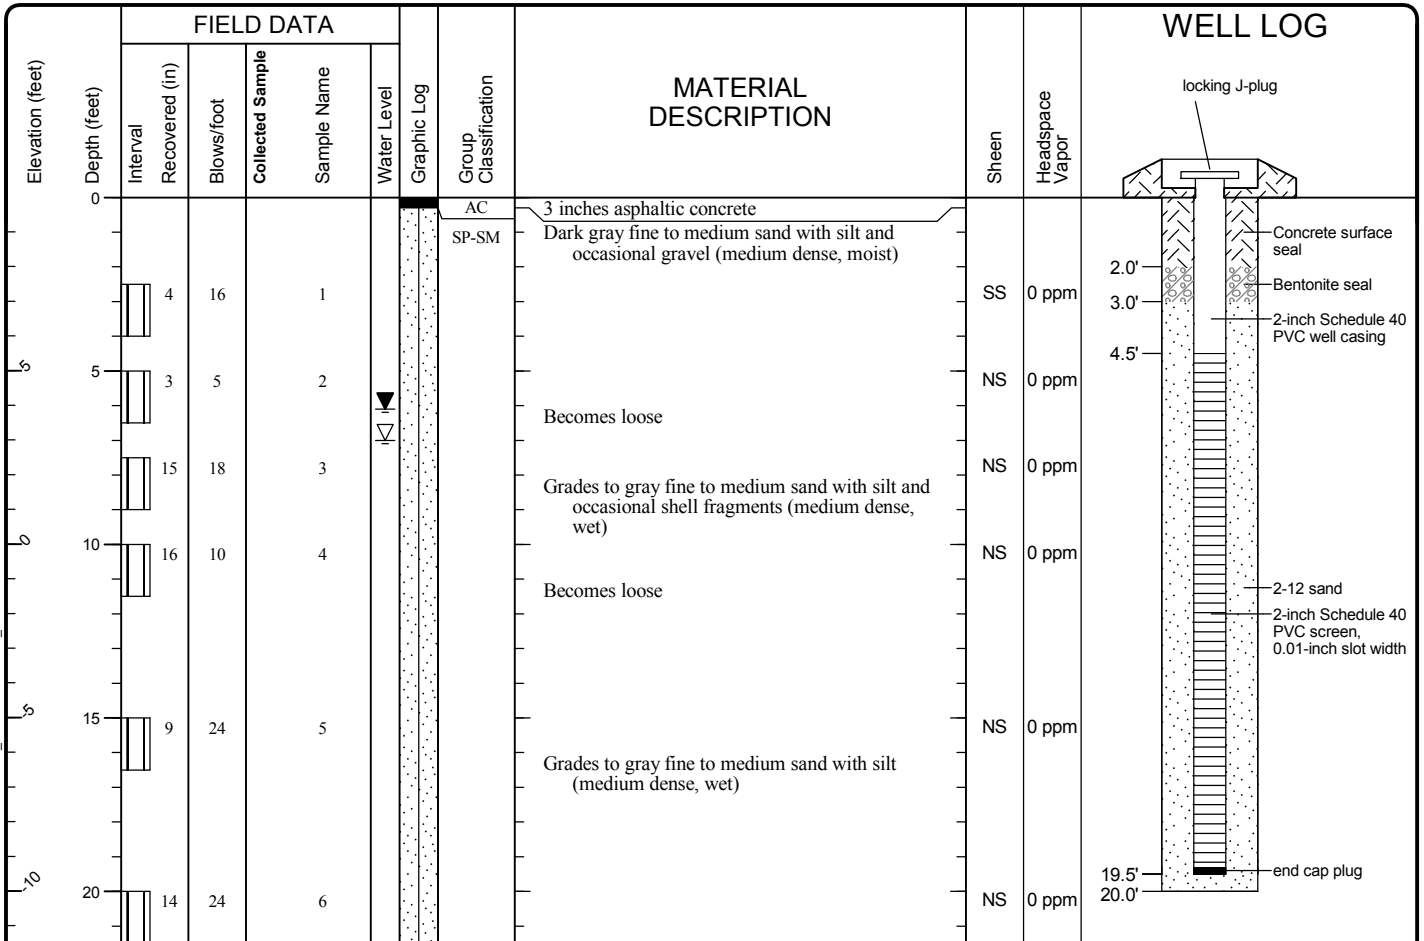 FIELD DATA
WELL LOG
Elevation (feet)
Depth (feet)
Interval
Recovered (in)
Blows/foot
Collected Sample
Sample Name
Water Level
Graphic Log
Group
Classification
MATERIAL
DESCRIPTION
Sheen
Headspace
Vapor
locking J-plug
0
AC
3 inches asphaltic concrete
SP-SM
Dark gray fine to medium sand with silt and
occasional gravel (medium dense, moist)
Concrete surface
seal
2.0'
Bentonite seal
4 16 1 SS 0 ppm
3.0'
2-inch Schedule 40
PVC well casing
4.5'
5 5 3 5 2 NS 0 ppm
Becomes loose
15 18 3 NS 0 ppm
Grades to gray fine to medium sand with silt and
occasional shell fragments (medium dense,
wet)
0 10 16 10 4 NS 0 ppm
Becomes loose
2-12 sand
2-inch Schedule 40
PVC screen,
0.01-inch slot width
-5 15 9 24 5 NS 0 ppm
Grades to gray fine to medium sand with silt
(medium dense, wet)
19.5'
end cap plug
-10 20 14 24 6 NS 0 ppm
20.0'